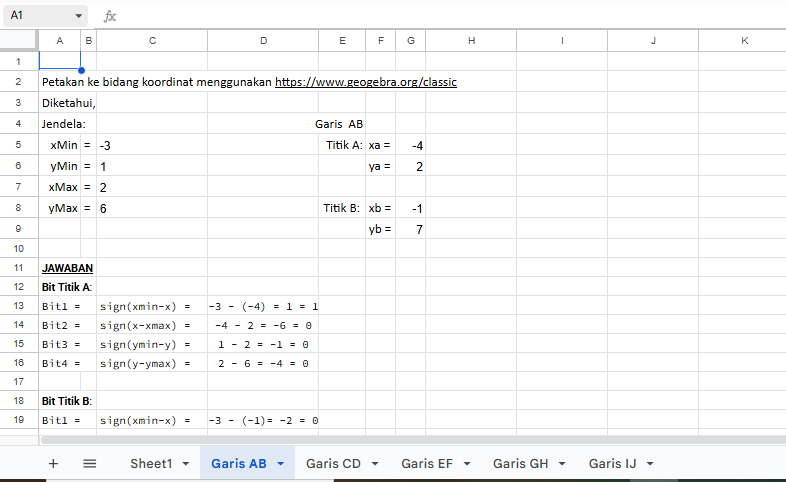 A1 fx
A B C D E F G H I J K
1
2 Petakan ke bidang koordinat menggunakan https://www.geogebra.org/classic
3 Diketahui,
4 Jendela: Garis AB
5 xMin = -3 Titik A: xa = -4
6 yMin = 1 ya = 2
7 xMax = 2
8 yMax = 6 Titik B: xb = -1
9 yb = 7
10
11 JAWABAN
12 Bit Titik A:
13 Bit1 = sign(xmin-x) = -3 - (-4) = 1 = 1
14 Bit2 = sign(x-xmax) = -4 - 2 = -6 = 0
15 Bit3 = sign(ymin-y) = 1 - 2 = -1 = 0
16 Bit4 = sign(y-ymax) = 2 - 6 = -4 = 0
17
18 Bit Titik B:
19 Bit1 = sign(xmin-x) = -3 - (-1)= -2 = 0
+ Sheet1 Garis AB Garis CD Garis EF Garis GH Garis IJ